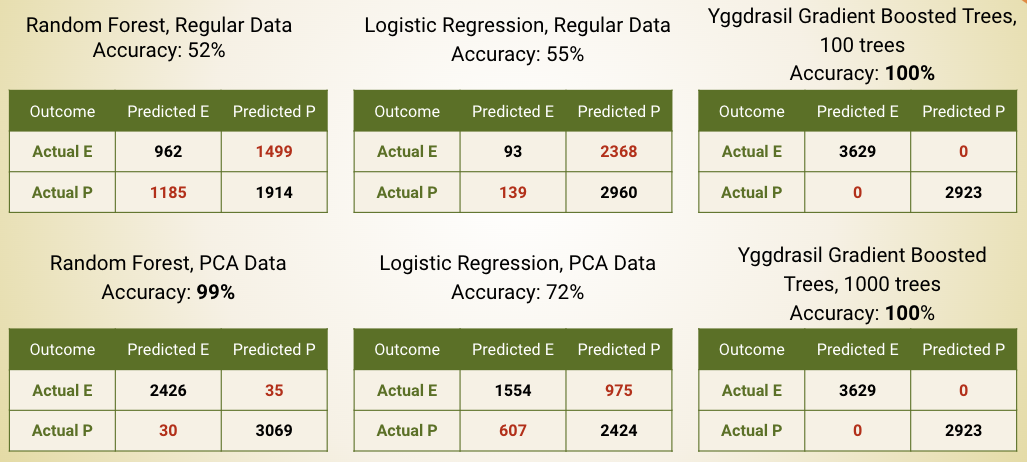 Random Forest, Regular Data
Accuracy: 52%
Outcome Predicted E Predicted P
Actual E 962 1499
Actual P 1185 1914
Logistic Regression, Regular Data
Accuracy: 55%
Outcome Predicted E Predicted P
Actual E 93 2368
Actual P 139 2960
Yggdrasil Gradient Boosted Trees,
100 trees
Accuracy: 100%
Outcome Predicted E Predicted P
Actual E 3629 0
Actual P 0 2923
Random Forest, PCA Data
Accuracy: 99%
Outcome Predicted E Predicted P
Actual E 2426 35
Actual P 30 3069
Logistic Regression, PCA Data
Accuracy: 72%
Outcome Predicted E Predicted P
Actual E 1554 975
Actual P 607 2424
Yggdrasil Gradient Boosted
Trees, 1000 trees
Accuracy: 100%
Outcome Predicted E Predicted P
Actual E 3629 0
Actual P 0 2923